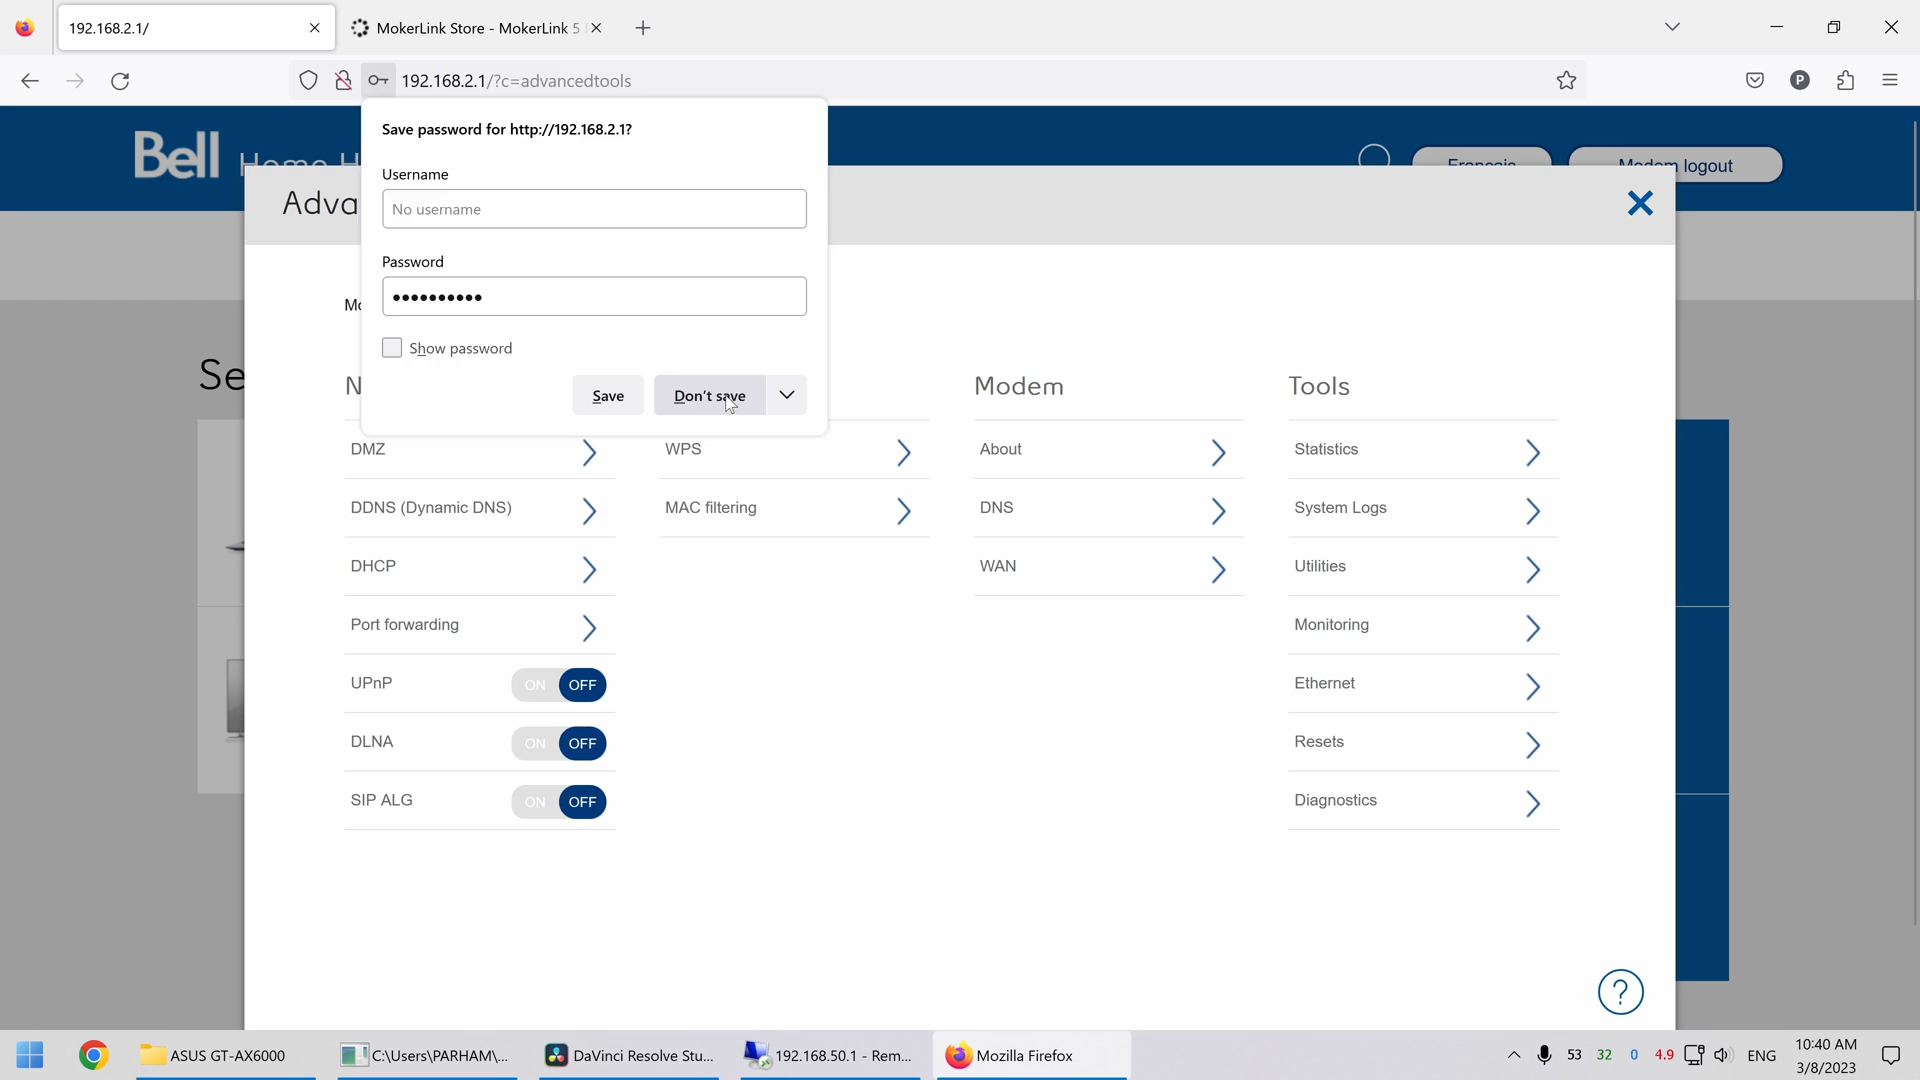 192.168.2.1/
MokerLink Store - MokerLink 5
192.168.2.1/?c=advancedtools
P
Save password for http://192.168.2.1?
Username
No username
Password
••••••••••
Show password
Save
Don't save
Bell
Home H
Français
Modem logout
Adva
Mo
Se
N
DMZ
DDNS (Dynamic DNS)
DHCP
Port forwarding
UPnP
ON OFF
DLNA
ON OFF
SIP ALG
ON OFF
WPS
MAC filtering
Modem
About
DNS
WAN
Tools
Statistics
System Logs
Utilities
Monitoring
Ethernet
Resets
Diagnostics
?
ASUS GT-AX6000
C:\Users\PARHAM\...
DaVinci Resolve Stu...
192.168.50.1 - Rem...
Mozilla Firefox
53 32 0 4.9
ENG
10:40 AM
3/8/2023